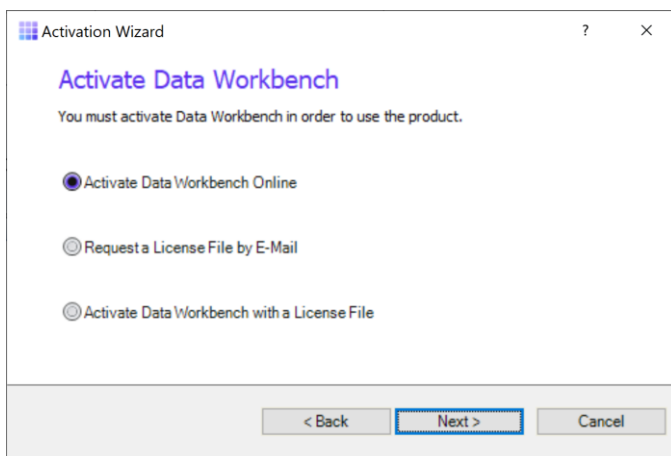 Activation Wizard
?
Activate Data Workbench
You must activate Data Workbench in order to use the product.
Activate Data Workbench Online
Request a License File by E-Mail
Activate Data Workbench with a License File
< Back
Next >
Cancel